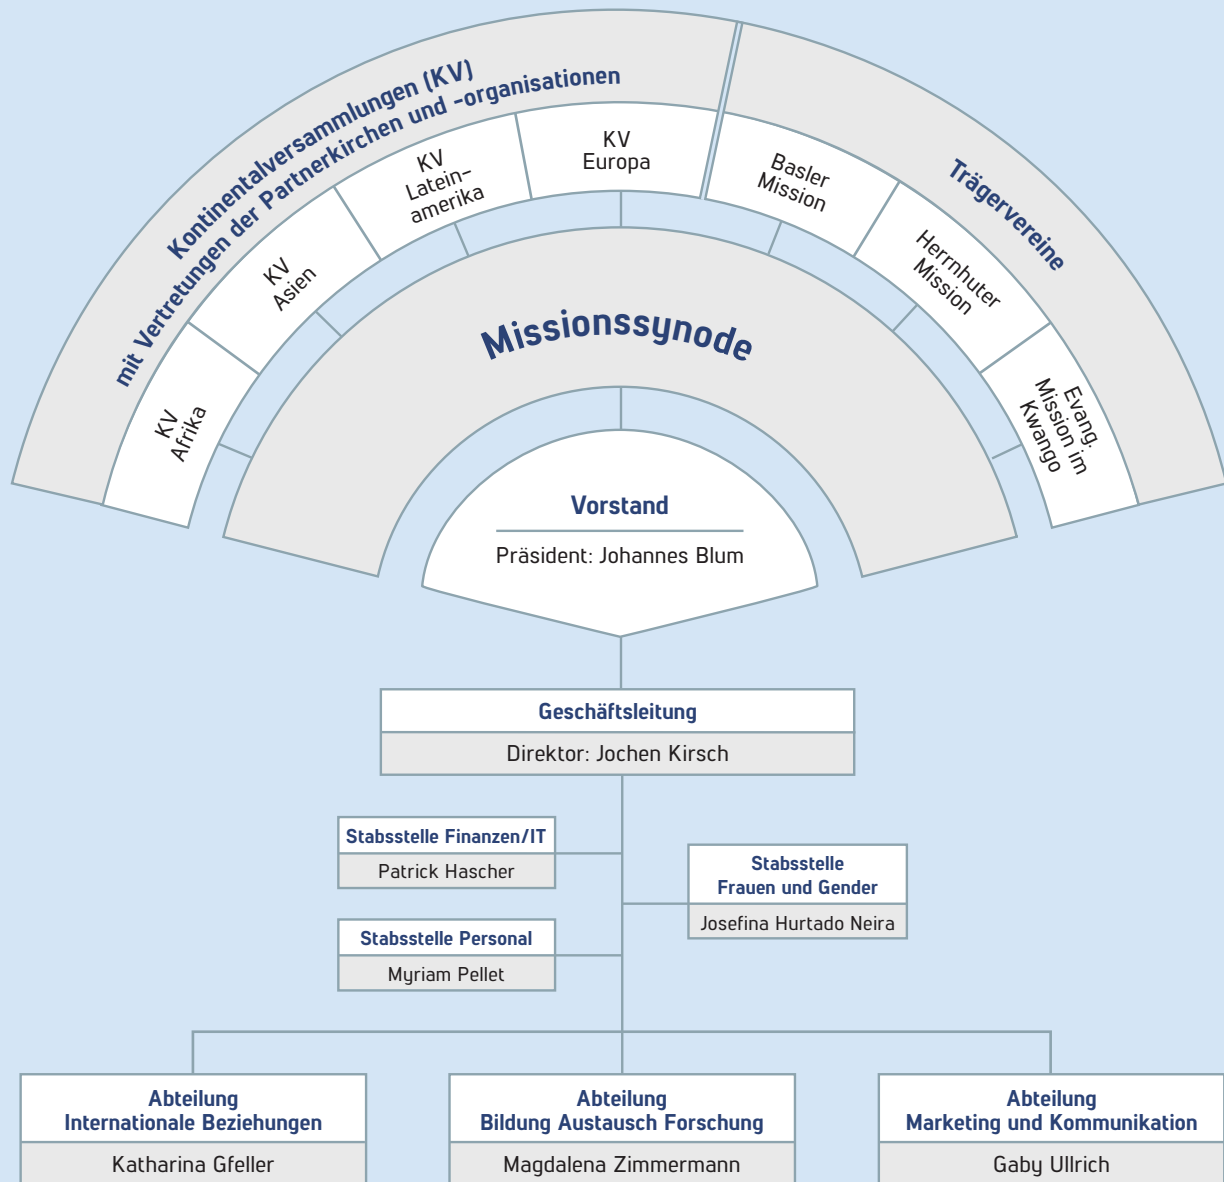 Kontinentalversammlungen (KV)
mit Vertretungen der Partnerkirchen und -organisationen
Trägervereine
KV
Afrika
KV
Asien
KV
Latein-
amerika
KV
Europa
Basler
Mission
Herrnhuter
Mission
Evang.
Mission im
Kwango
Missionssynode
Vorstand
Präsident: Johannes Blum
Geschäftsleitung
Direktor: Jochen Kirsch
Stabsstelle Finanzen/IT
Patrick Hascher
Stabsstelle
Frauen und Gender
Josefina Hurtado Neira
Stabsstelle Personal
Myriam Pellet
Abteilung
Internationale Beziehungen
Katharina Gfeller
Abteilung
Bildung Austausch Forschung
Magdalena Zimmermann
Abteilung
Marketing und Kommunikation
Gaby Ullrich